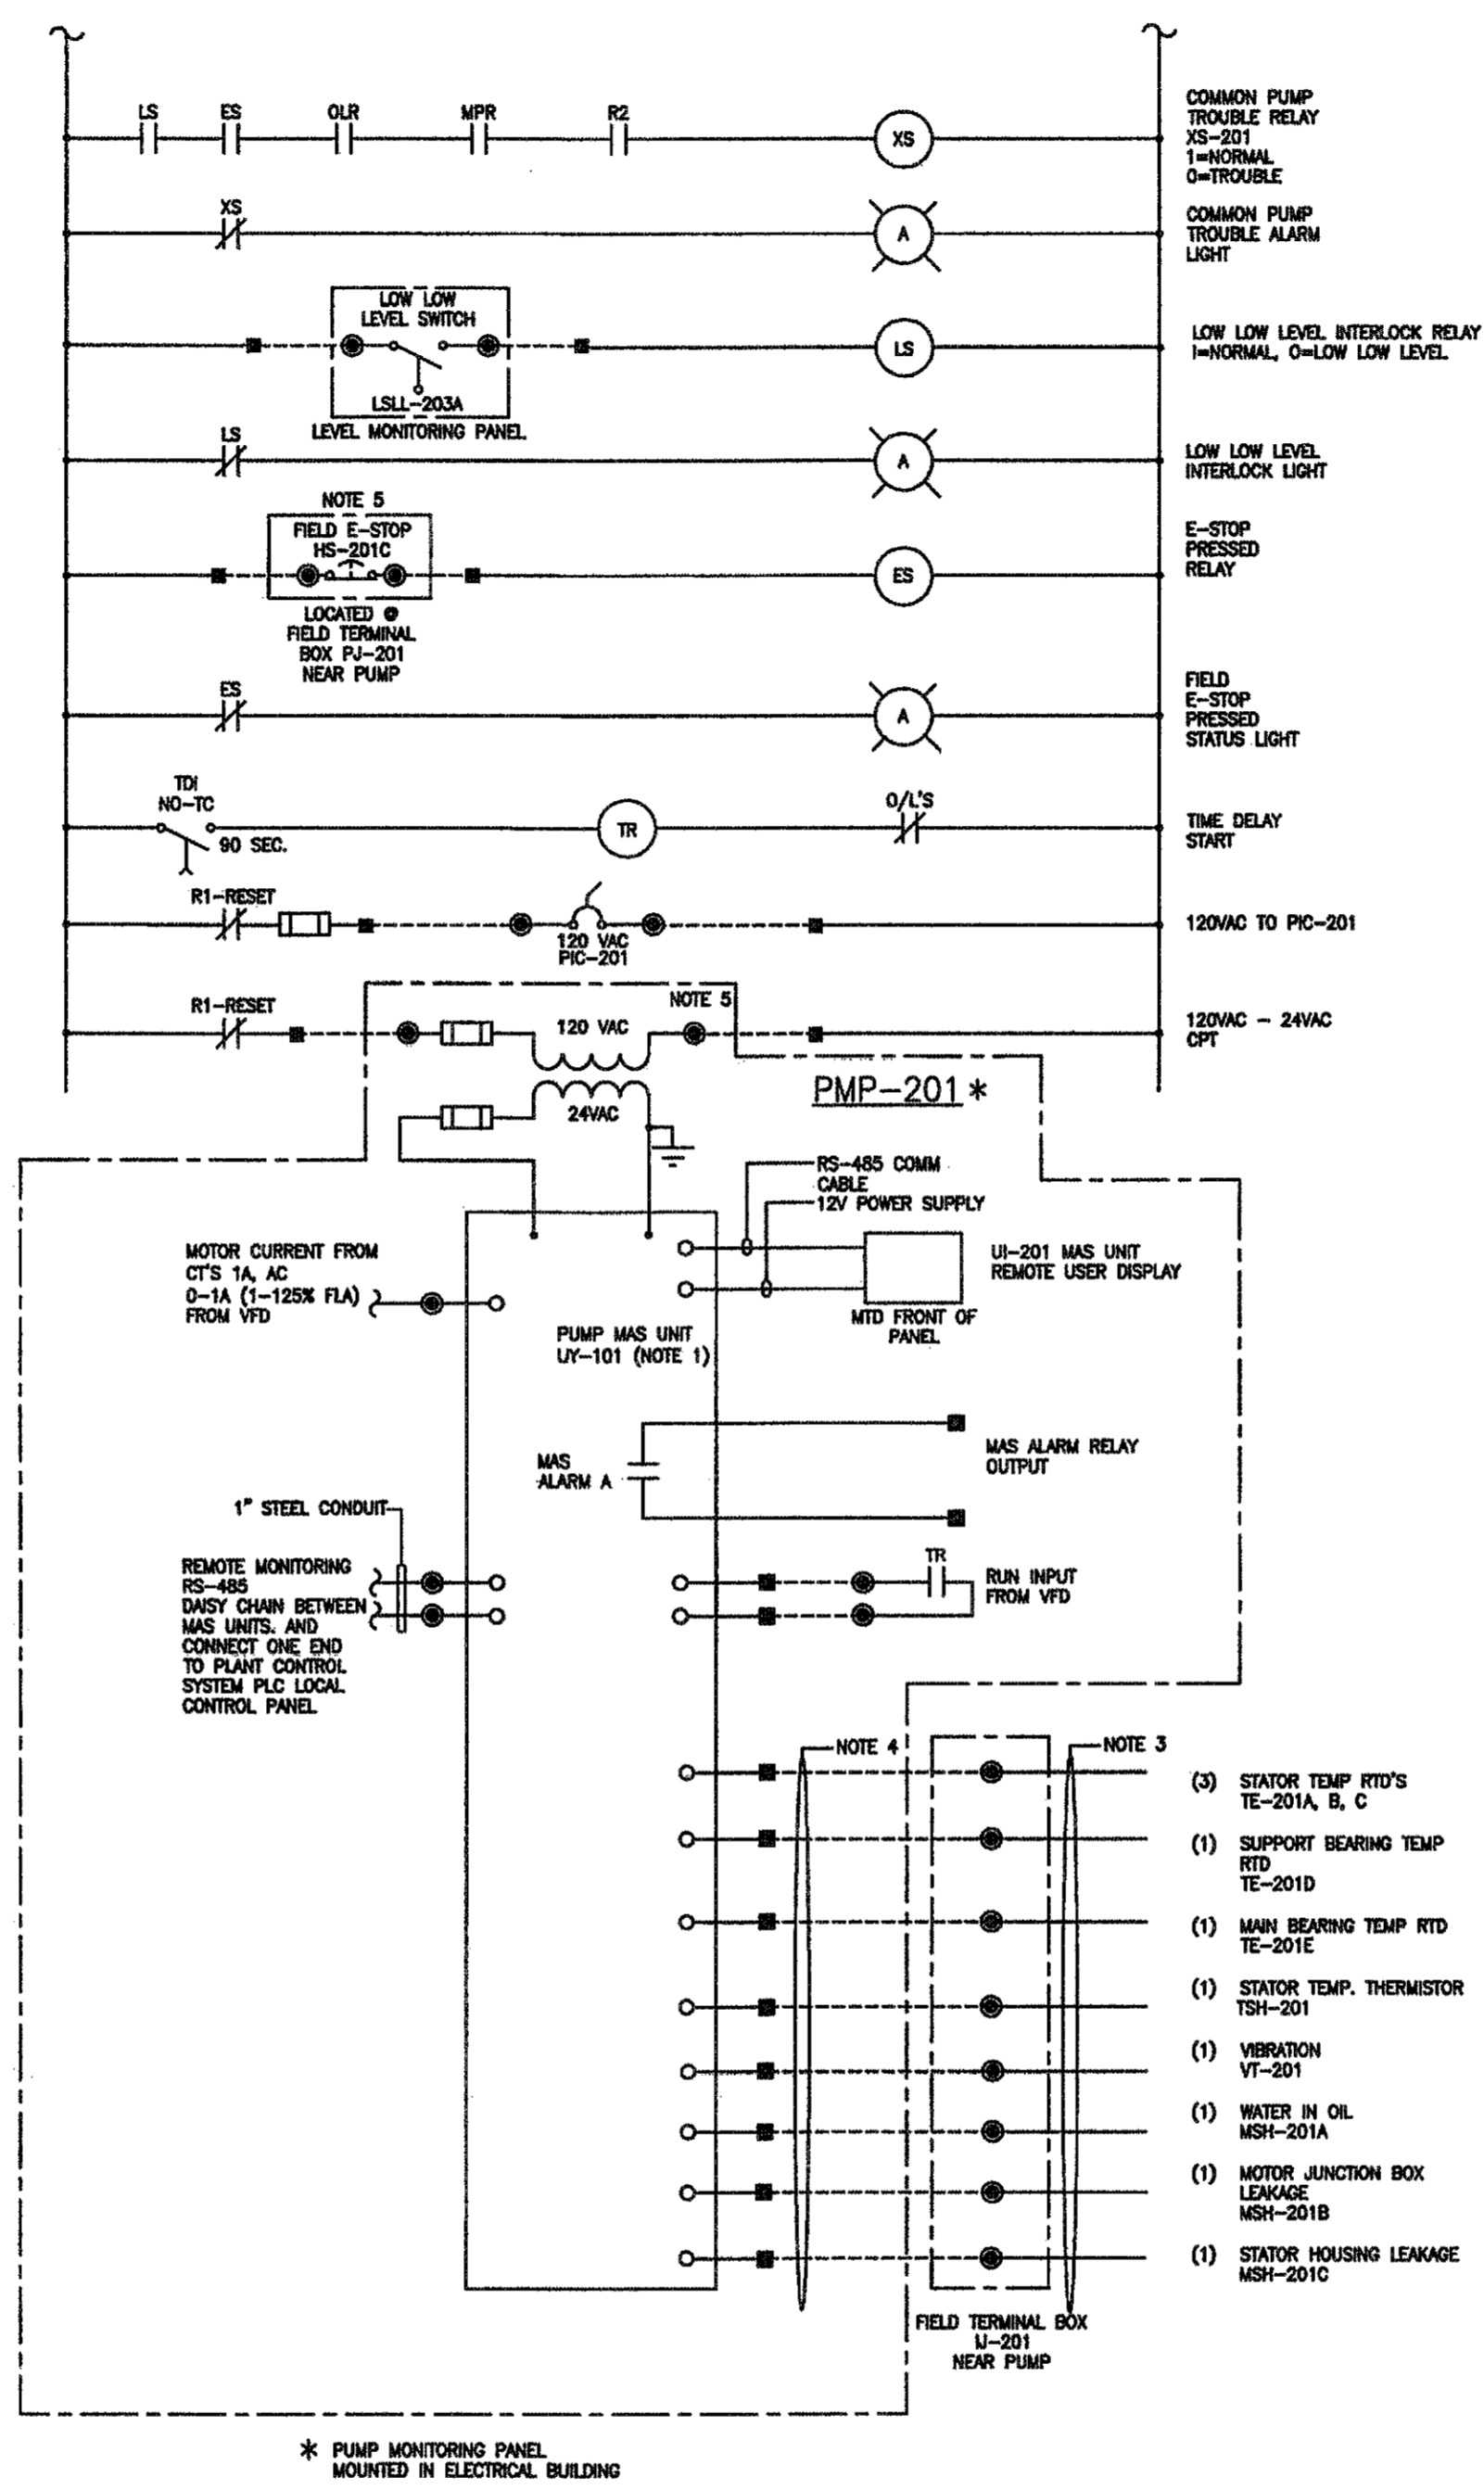 LS
ES
OLR
MPR
R2
XS
COMMON PUMP
TROUBLE RELAY
XS-201
1=NORMAL
0=TROUBLE
XS
A
COMMON PUMP
TROUBLE ALARM
LIGHT
LOW LOW
LEVEL SWITCH
LSLL-203A
LEVEL MONITORING PANEL
LS
LOW LOW LEVEL INTERLOCK RELAY
1=NORMAL, 0=LOW LOW LEVEL
LS
A
LOW LOW LEVEL
INTERLOCK LIGHT
NOTE 5
FIELD E-STOP
HS-201C
LOCATED @
FIELD TERMINAL
BOX PJ-201
NEAR PUMP
ES
E-STOP
PRESSED
RELAY
ES
A
FIELD
E-STOP
PRESSED
STATUS LIGHT
TDI
NO-TC
90 SEC.
TR
O/L'S
TIME DELAY
START
R1-RESET
120 VAC
PIC-201
120VAC TO PIC-201
R1-RESET
120 VAC
NOTE 5
120VAC - 24VAC
CPT
24VAC
PMP-201 *
RS-485 COMM
CABLE
12V POWER SUPPLY
MOTOR CURRENT FROM
CT'S 1A, AC
0-1A (1-125% FLA)
FROM VFD
UI-201 MAS UNIT
REMOTE USER DISPLAY
MTD FRONT OF
PANEL
PUMP MAS UNIT
UY-101 (NOTE 1)
MAS
ALARM A
MAS ALARM RELAY
OUTPUT
1" STEEL CONDUIT
REMOTE MONITORING
RS-485
DAISY CHAIN BETWEEN
MAS UNITS. AND
CONNECT ONE END
TO PLANT CONTROL
SYSTEM PLC LOCAL
CONTROL PANEL
TR
RUN INPUT
FROM VFD
NOTE 4
NOTE 3
(3) STATOR TEMP RTD'S
TE-201A, B, C
(1) SUPPORT BEARING TEMP
RTD
TE-201D
(1) MAIN BEARING TEMP RTD
TE-201E
(1) STATOR TEMP. THERMISTOR
TSH-201
(1) VIBRATION
VT-201
(1) WATER IN OIL
MSH-201A
(1) MOTOR JUNCTION BOX
LEAKAGE
MSH-201B
(1) STATOR HOUSING LEAKAGE
MSH-201C
FIELD TERMINAL BOX
IJ-201
NEAR PUMP
* PUMP MONITORING PANEL
MOUNTED IN ELECTRICAL BUILDING